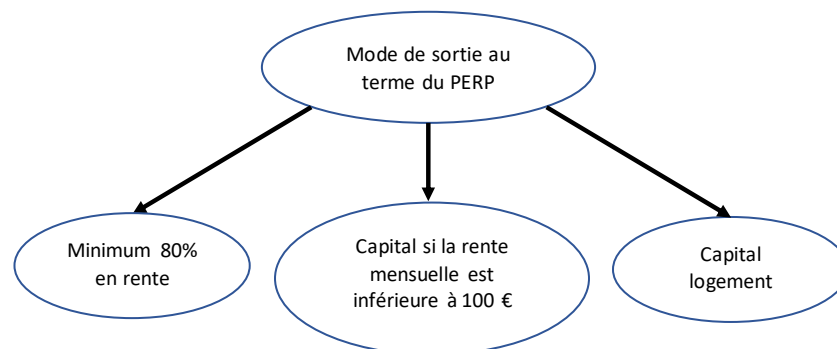 Mode de sortie au
terme du PERP
Minimum 80%
en rente
Capital si la rente
mensuelle est
inférieure à 100 €
Capital
logement